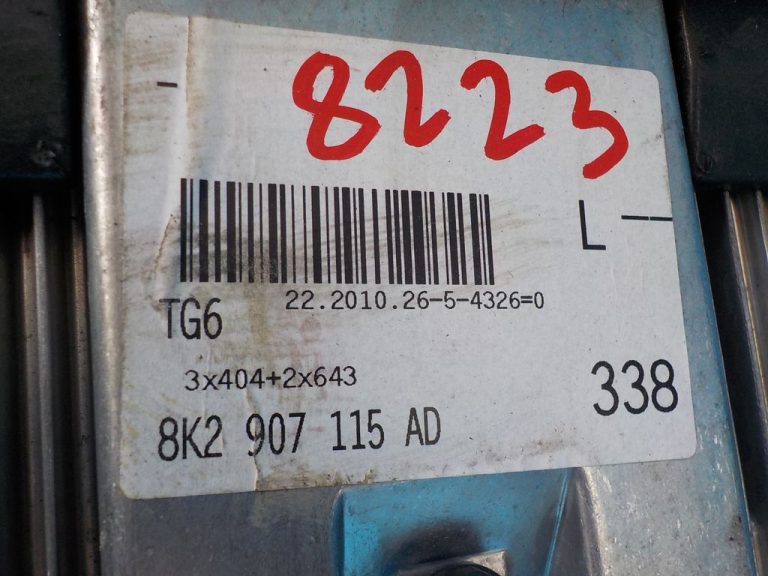 8223
L --
22.2010.26-5-4326=0
TG6
3x404+2x643
338
8K2 907 115 AD